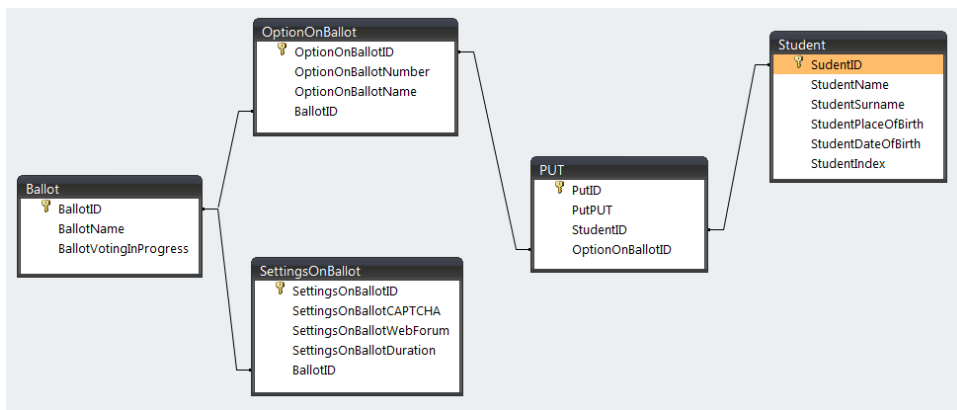 OptionOnBallot
OptionOnBallotID
OptionOnBallotNumber
OptionOnBallotName
BallotID
Student
SudentID
StudentName
StudentSurname
StudentPlaceOfBirth
StudentDateOfBirth
StudentIndex
PUT
PutID
PutPUT
StudentID
OptionOnBallotID
Ballot
BallotID
BallotName
BallotVotingInProgress
SettingsOnBallot
SettingsOnBallotID
SettingsOnBallotCAPTCHA
SettingsOnBallotWebForum
SettingsOnBallotDuration
BallotID